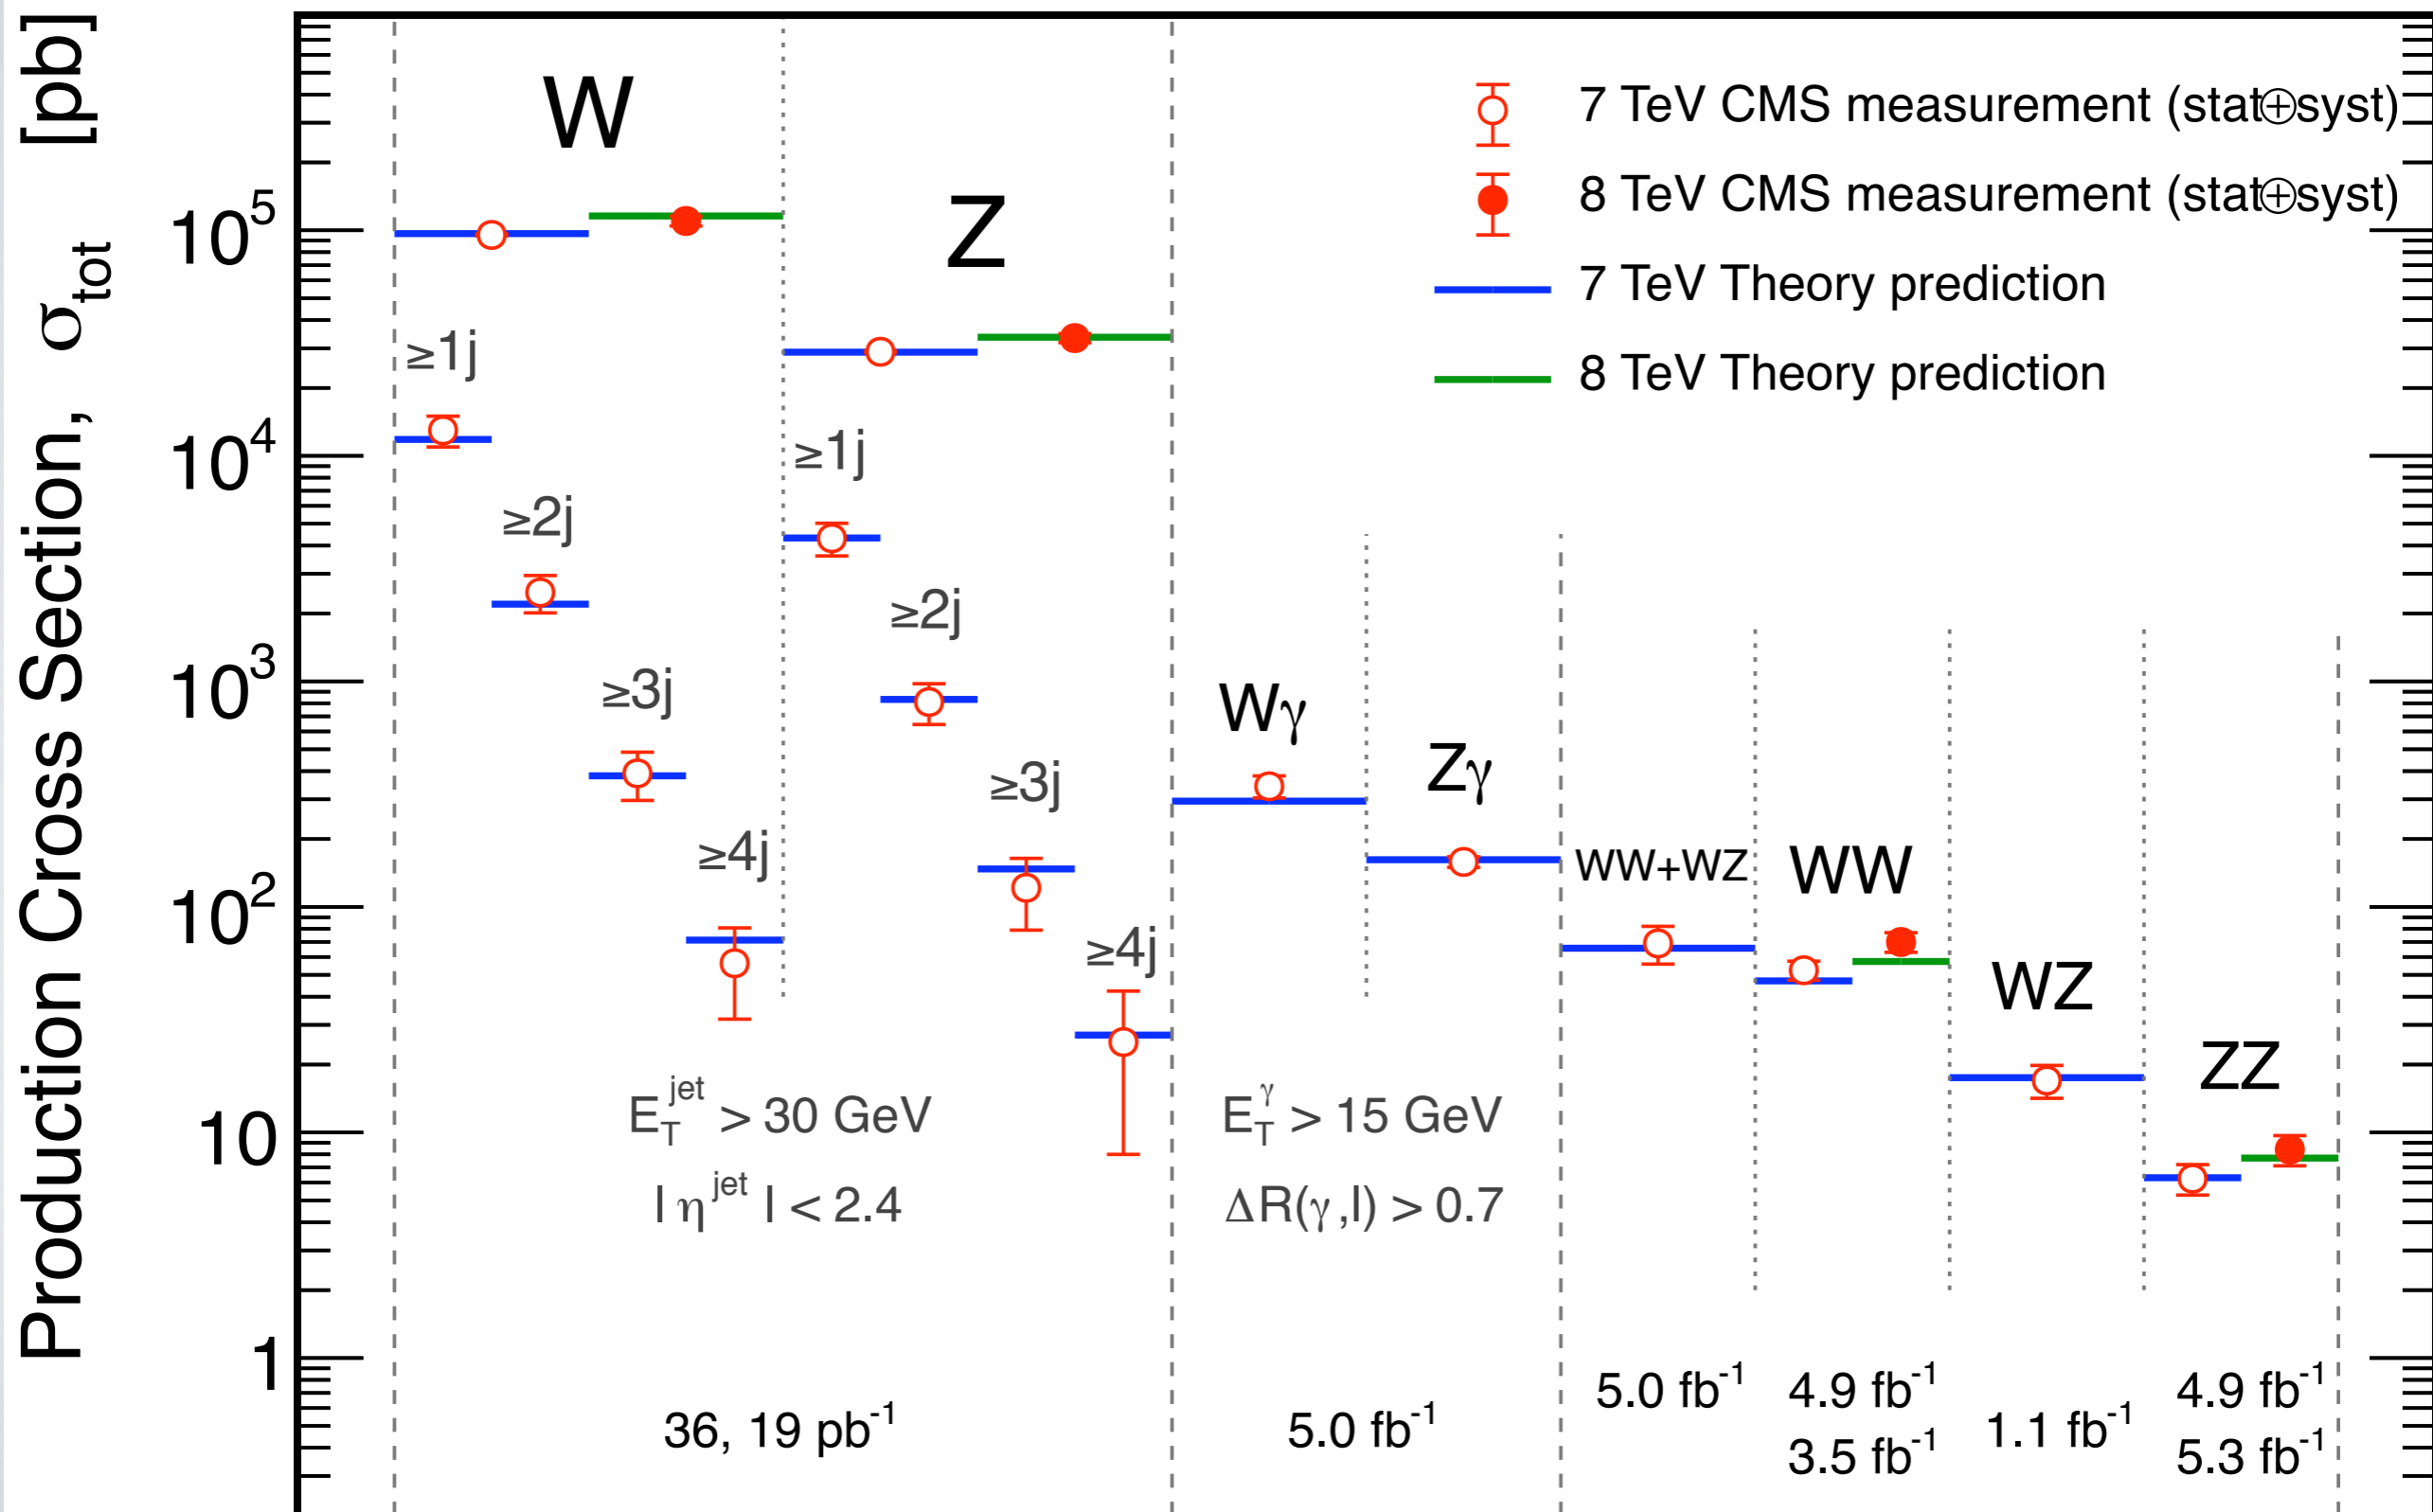 Production Cross Section, σtot [pb]
10⁵
10⁴
10³
10²
10
1
W
Z
7 TeV CMS measurement (stat⊕syst)
8 TeV CMS measurement (stat⊕syst)
7 TeV Theory prediction
8 TeV Theory prediction
≥1j
≥2j
≥3j
≥4j
≥1j
≥2j
≥3j
≥4j
Wγ
Zγ
WW+WZ
WW
WZ
ZZ
E_T^jet > 30 GeV
|η^jet| < 2.4
E_T^γ > 15 GeV
ΔR(γ,l) > 0.7
36, 19 pb⁻¹
5.0 fb⁻¹
5.0 fb⁻¹
4.9 fb⁻¹
3.5 fb⁻¹
1.1 fb⁻¹
4.9 fb⁻¹
5.3 fb⁻¹